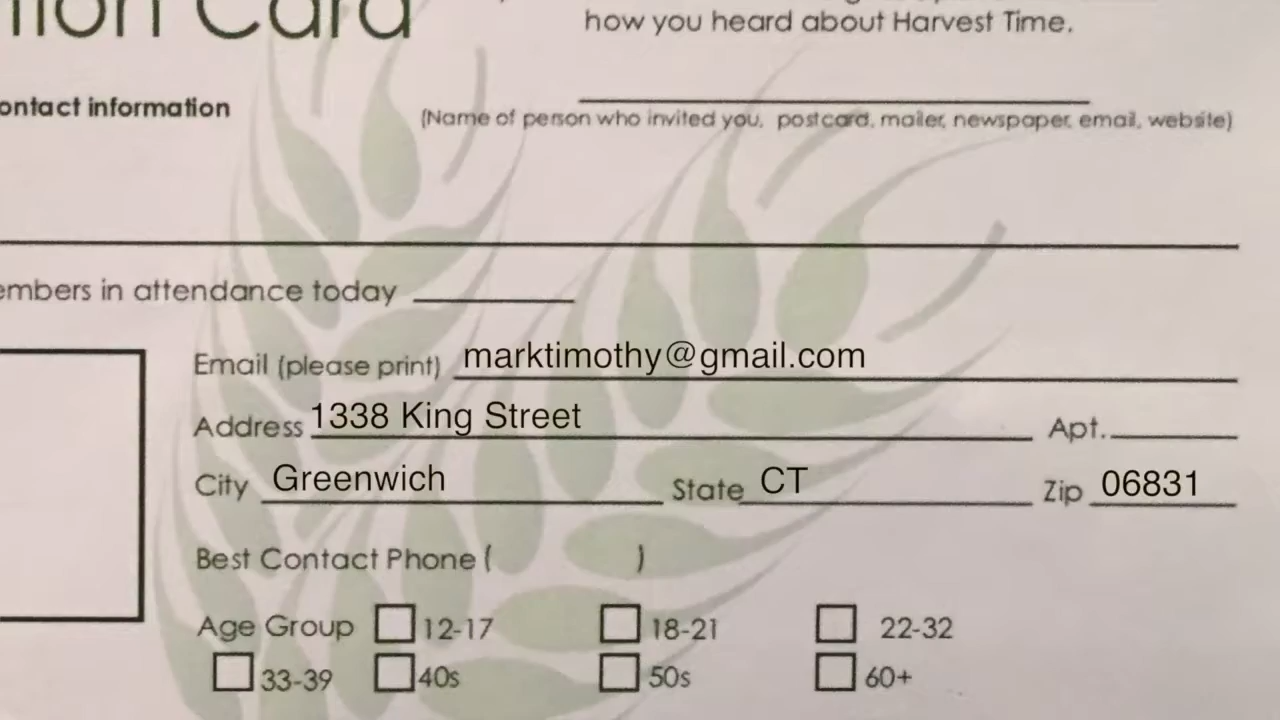 tion Card
how you heard about Harvest Time.
ontact information
(Name of person who invited you, postcard, mailer, newspaper, email, website)
embers in attendance today
Email (please print) marktimothy@gmail.com
Address 1338 King Street Apt.
City Greenwich State CT Zip 06831
Best Contact Phone ( )
Age Group 12-17 18-21 22-32
33-39 40s 50s 60+